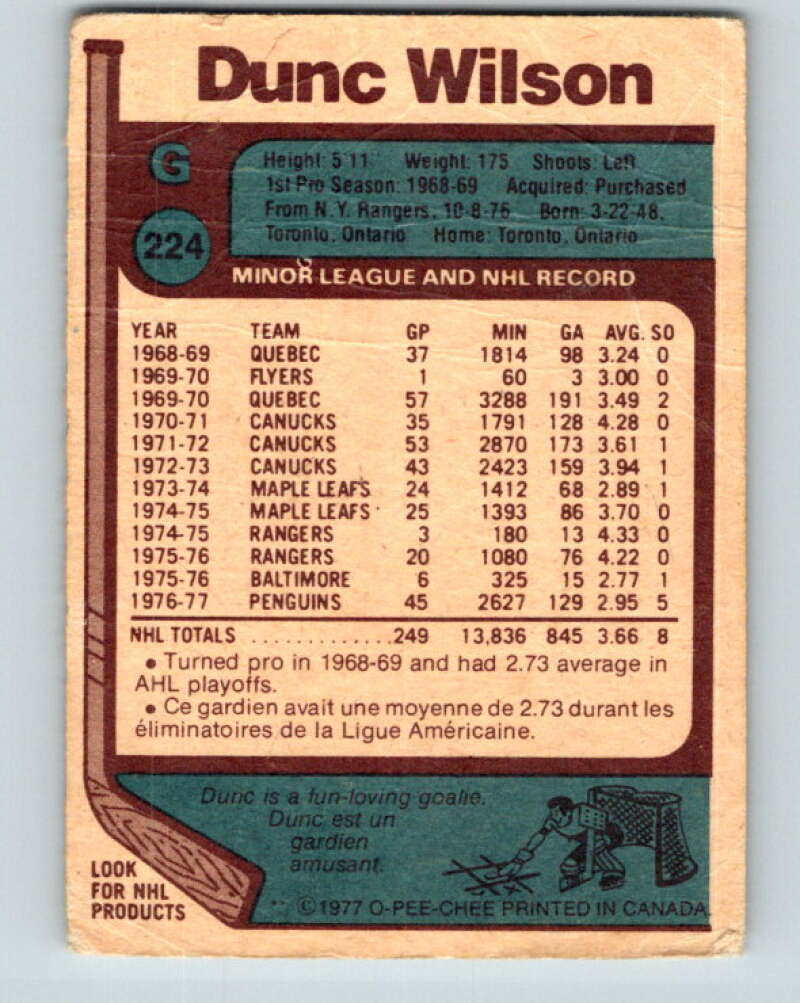 Dunc Wilson
G
224
Height: 5'11 Weight: 175 Shoots: Left
1st Pro Season: 1968-69 Acquired: Purchased
From N.Y. Rangers, 10-8-76 Born: 3-22-48,
Toronto, Ontario Home: Toronto, Ontario
MINOR LEAGUE AND NHL RECORD
YEAR TEAM GP MIN GA AVG. SO
1968-69 QUEBEC 37 1814 98 3.24 0
1969-70 FLYERS 1 60 3 3.00 0
1969-70 QUEBEC 57 3288 191 3.49 2
1970-71 CANUCKS 35 1791 128 4.28 0
1971-72 CANUCKS 53 2870 173 3.61 1
1972-73 CANUCKS 43 2423 159 3.94 1
1973-74 MAPLE LEAFS 24 1412 68 2.89 1
1974-75 MAPLE LEAFS 25 1393 86 3.70 0
1974-75 RANGERS 3 180 13 4.33 0
1975-76 RANGERS 20 1080 76 4.22 0
1975-76 BALTIMORE 6 325 15 2.77 1
1976-77 PENGUINS 45 2627 129 2.95 5
NHL TOTALS ..............249 13,836 845 3.66 8
• Turned pro in 1968-69 and had 2.73 average in
AHL playoffs.
• Ce gardien avait une moyenne de 2.73 durant les
éliminatoires de la Ligue Américaine.
Dunc is a fun-loving goalie.
Dunc est un
gardien
amusant.
LOOK
FOR NHL
PRODUCTS
** ©1977 O-PEE-CHEE PRINTED IN CANADA